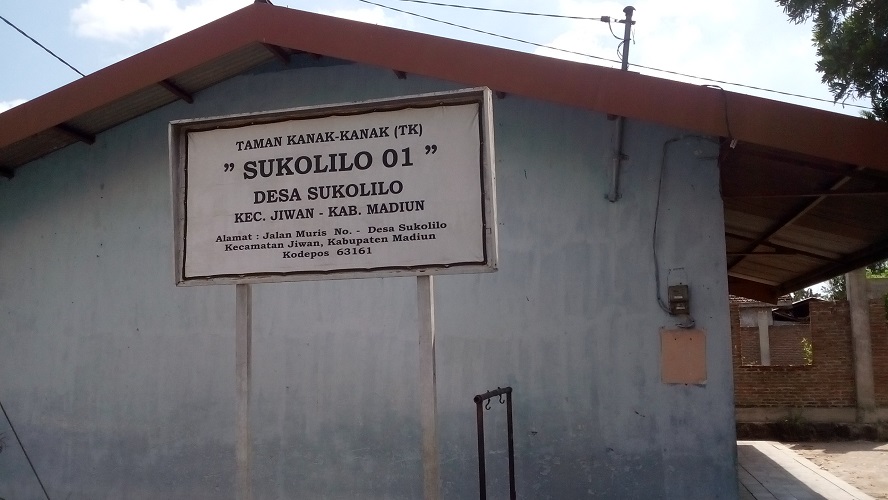 TAMAN KANAK-KANAK (TK)
" SUKOLILO 01 "
DESA SUKOLILO
KEC. JIWAN - KAB. MADIUN
Alamat : Jalan Muris No. - Desa Sukolilo
Kecamatan Jiwan, Kabupaten Madiun
Kodepos 63161